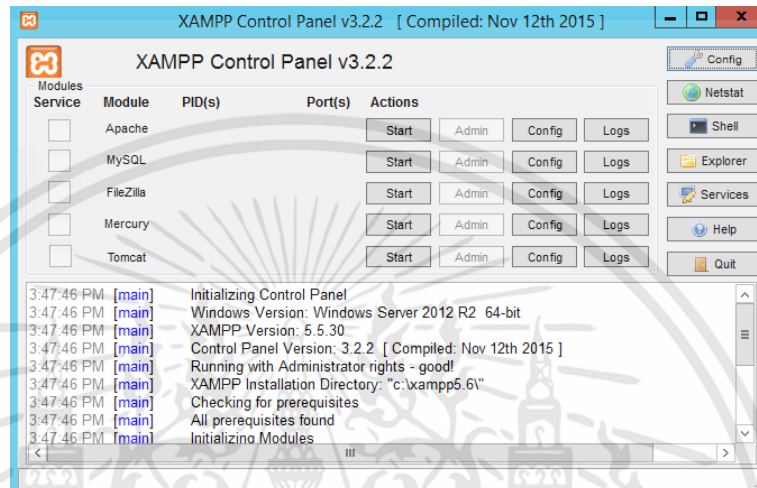 XAMPP Control Panel v3.2.2 [ Compiled: Nov 12th 2015 ]
XAMPP Control Panel v3.2.2
Config
Modules
Service Module PID(s) Port(s) Actions
Netstat
Apache Start Admin Config Logs
Shell
MySQL Start Admin Config Logs
Explorer
FileZilla Start Admin Config Logs
Services
Mercury Start Admin Config Logs
Help
Tomcat Start Admin Config Logs
Quit
3:47:46 PM [main] Initializing Control Panel
3:47:46 PM [main] Windows Version: Windows Server 2012 R2 64-bit
3:47:46 PM [main] XAMPP Version: 5.5.30
3:47:46 PM [main] Control Panel Version: 3.2.2 [ Compiled: Nov 12th 2015 ]
3:47:46 PM [main] Running with Administrator rights - good!
3:47:46 PM [main] XAMPP Installation Directory: "c:\xampp5.6\"
3:47:46 PM [main] Checking for prerequisites
3:47:46 PM [main] All prerequisites found
3:47:46 PM [main] Initializing Modules